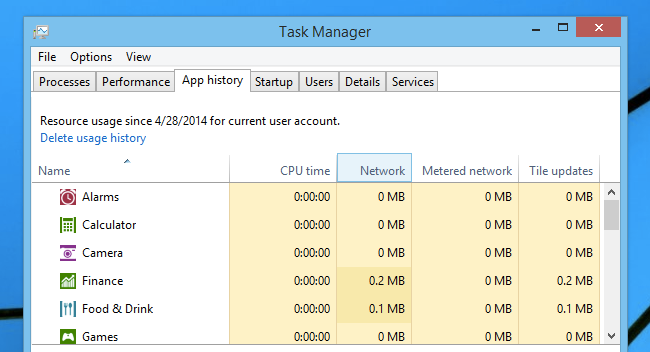 Task Manager
File Options View
Processes Performance App history Startup Users Details Services
Resource usage since 4/28/2014 for current user account.
Delete usage history
Name CPU time Network Metered network Tile updates
Alarms 0:00:00 0 MB 0 MB 0 MB
Calculator 0:00:00 0 MB 0 MB 0 MB
Camera 0:00:00 0 MB 0 MB 0 MB
Finance 0:00:00 0.2 MB 0 MB 0.2 MB
Food & Drink 0:00:00 0.1 MB 0 MB 0.1 MB
Games 0:00:00 0 MB 0 MB 0 MB